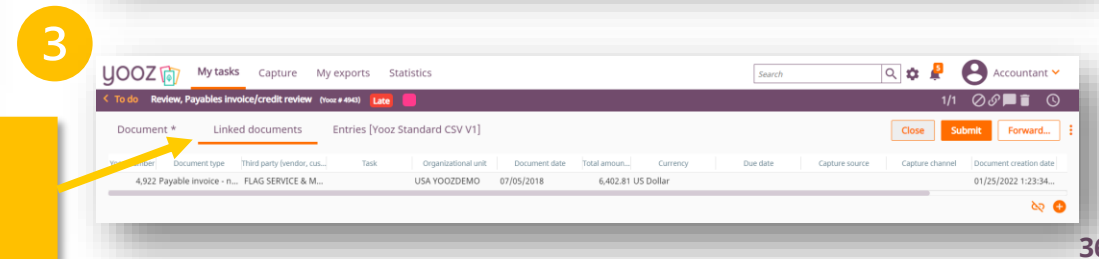 3
yooz My tasks Capture My exports Statistics Search 5 Accountant
< To do Review, Payables invoice/credit review (Yooz # 4943) Late 1/1
Document * Linked documents Entries [Yooz Standard CSV V1] Close Submit Forward...
Document type Third party (vendor, cus... Task Organizational unit Document date Total amoun... Currency Due date Capture source Capture channel Document creation date
4,922 Payable invoice - n... FLAG SERVICE & M... USA YOOZDEMO 07/05/2018 6,402.81 US Dollar 01/25/2022 1:23:34...